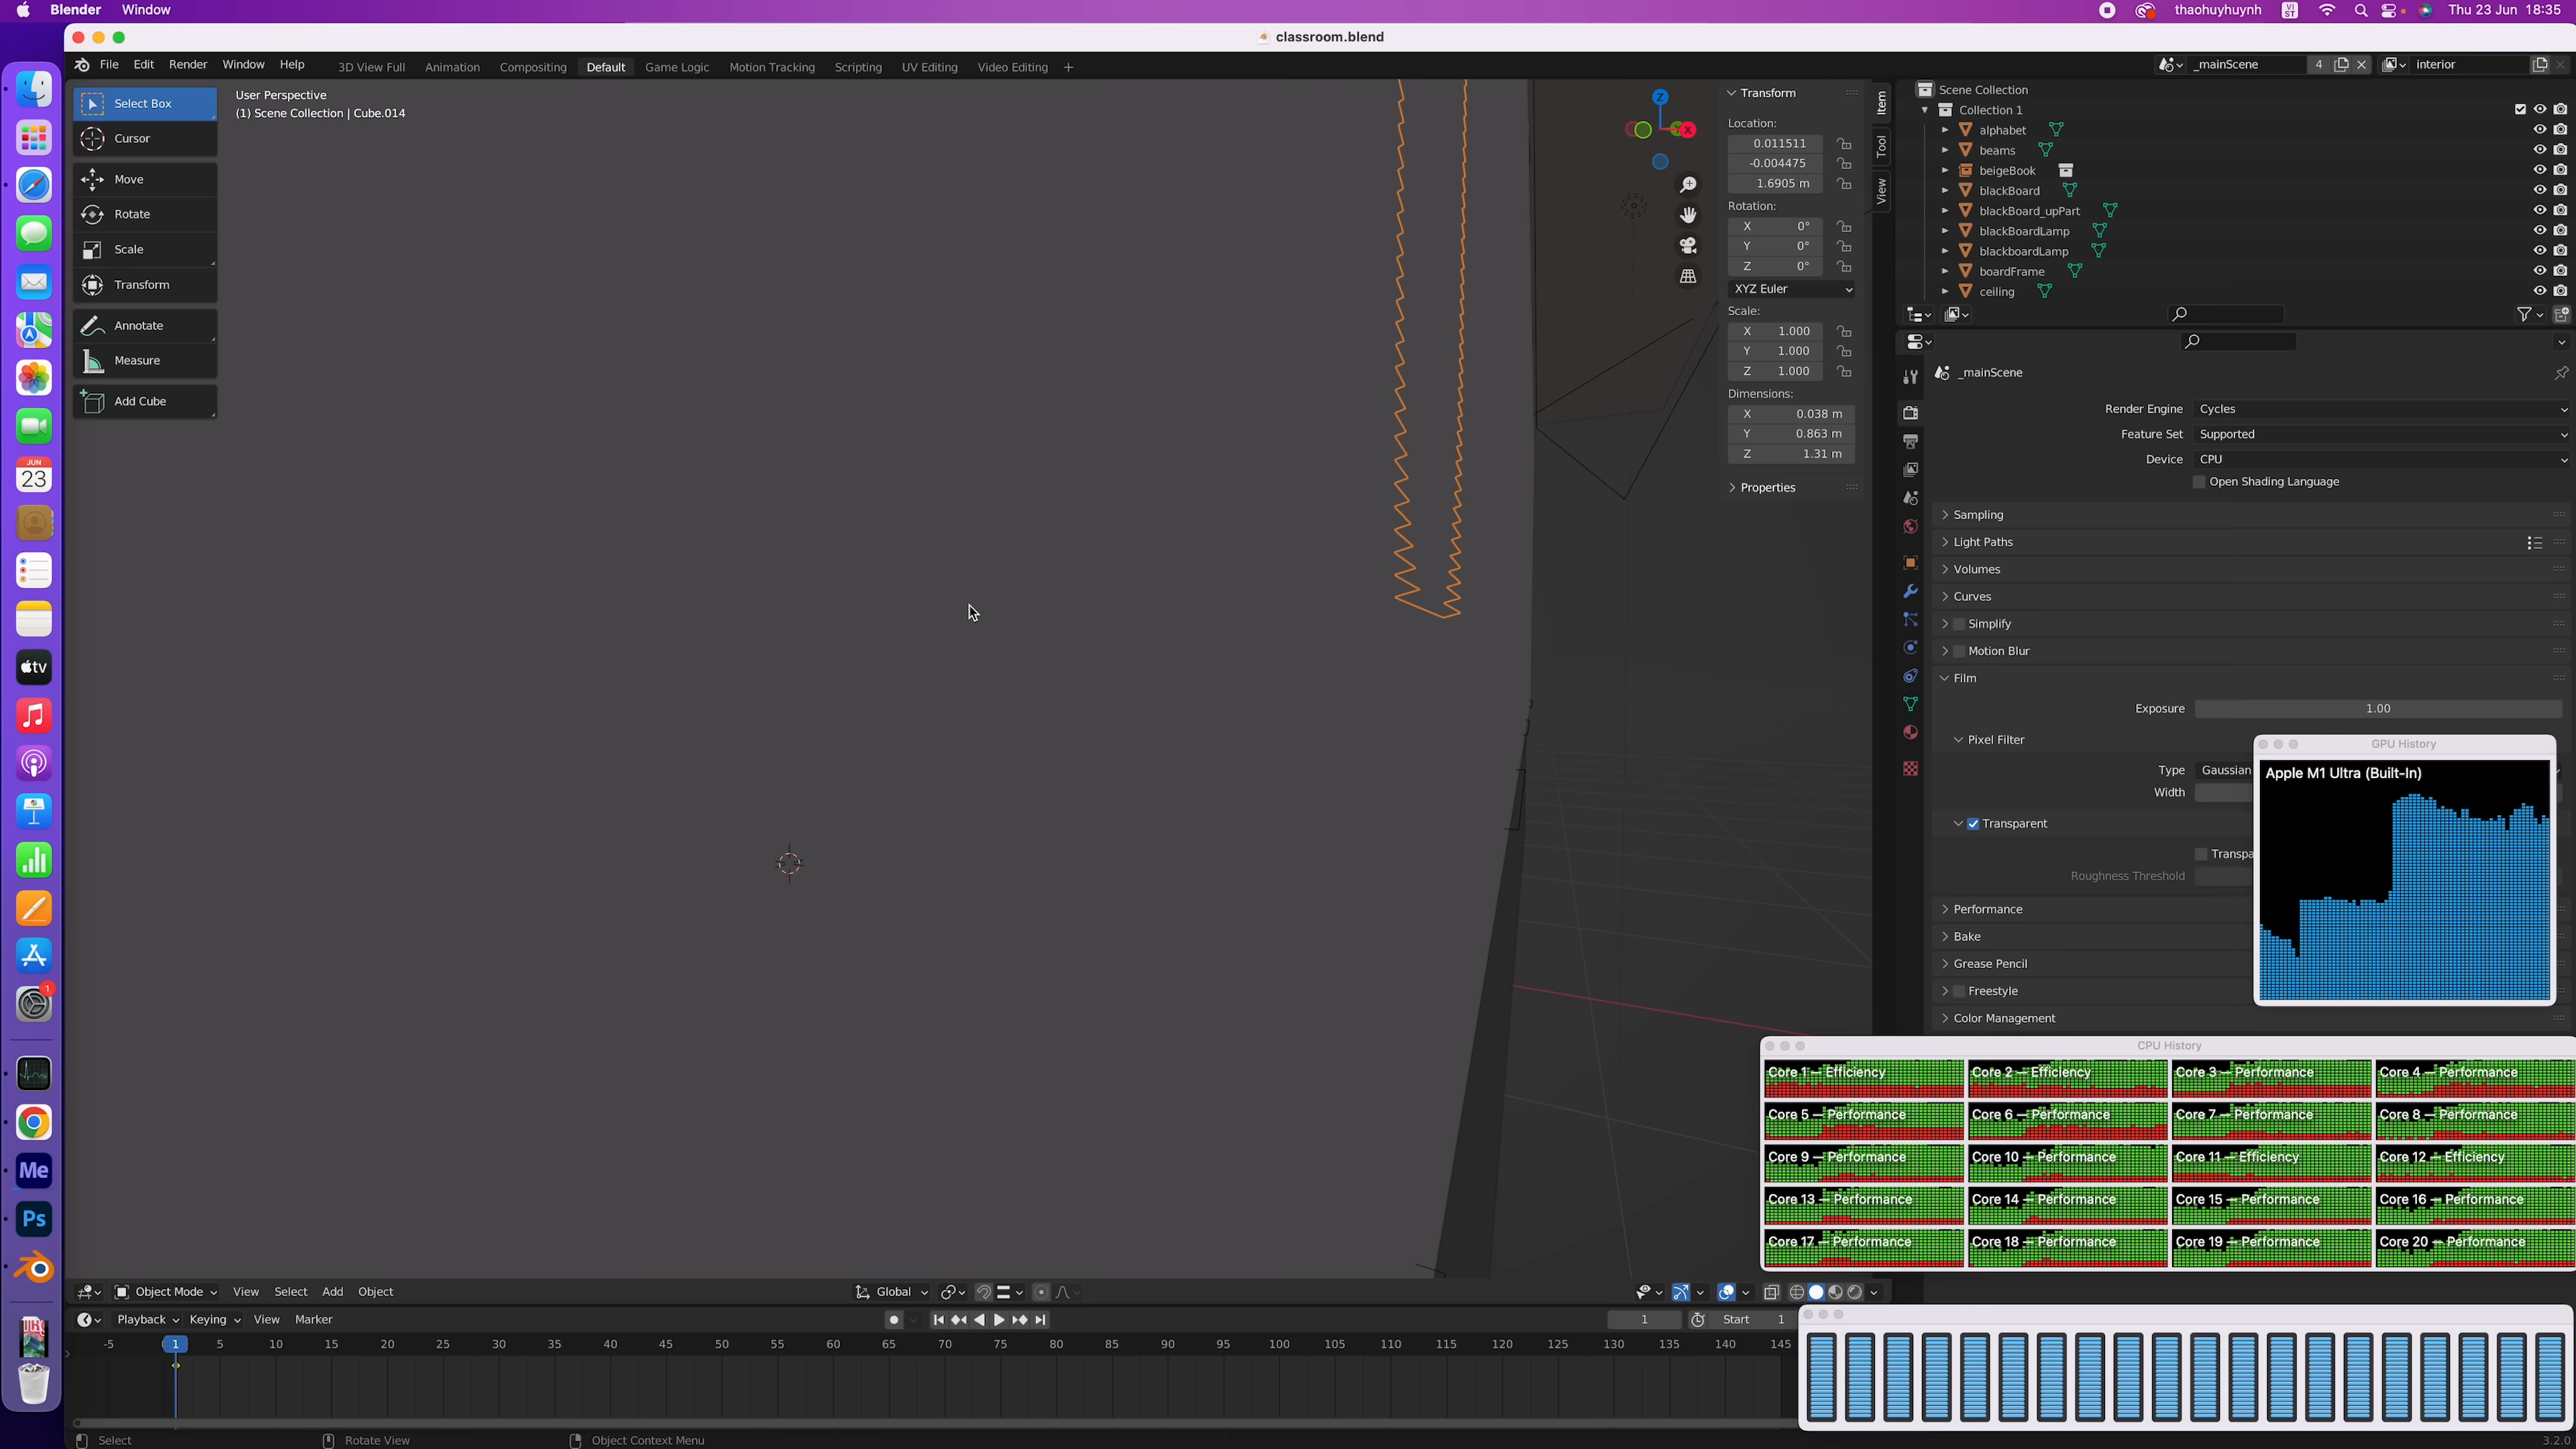 Blender Window
thaohuyhuynh VI ST Thu 23 Jun 18:35
classroom.blend
File Edit Render Window Help
3D View Full Animation Compositing Default Game Logic Motion Tracking Scripting UV Editing Video Editing +
_mainScene 4 interior
Select Box
Cursor
Move
Rotate
Scale
Transform
Annotate
Measure
Add Cube
User Perspective
(1) Scene Collection | Cube.014
Z
X
Transform
Location:
0.011511
-0.004475
1.6905 m
Rotation:
X 0°
Y 0°
Z 0°
XYZ Euler
Scale:
X 1.000
Y 1.000
Z 1.000
Dimensions:
X 0.038 m
Y 0.863 m
Z 1.31 m
Properties
Item
Tool
View
Scene Collection
Collection 1
alphabet
beams
beigeBook
blackBoard
blackBoard_upPart
blackBoardLamp
blackboardLamp
boardFrame
ceiling
_mainScene
Render Engine Cycles
Feature Set Supported
Device CPU
Open Shading Language
Sampling
Light Paths
Volumes
Curves
Simplify
Motion Blur
Film
Exposure 1.00
Pixel Filter
Type Gaussian
Width
Transparent
Transpa
Roughness Threshold
Performance
Bake
Grease Pencil
Freestyle
Color Management
GPU History
Apple M1 Ultra (Built-In)
CPU History
Core 1 — Efficiency Core 2 — Efficiency Core 3 — Performance Core 4 — Performance
Core 5 — Performance Core 6 — Performance Core 7 — Performance Core 8 — Performance
Core 9 — Performance Core 10 — Performance Core 11 — Efficiency Core 12 — Efficiency
Core 13 — Performance Core 14 — Performance Core 15 — Performance Core 16 — Performance
Core 17 — Performance Core 18 — Performance Core 19 — Performance Core 20 — Performance
JUN
23
tv
1
Me
Ps
Object Mode View Select Add Object
Global
Playback Keying View Marker
1 Start 1
-5 1 5 10 15 20 25 30 35 40 45 50 55 60 65 70 75 80 85 90 95 100 105 110 115 120 125 130 135 140 145
Select Rotate View Object Context Menu
3.2.0